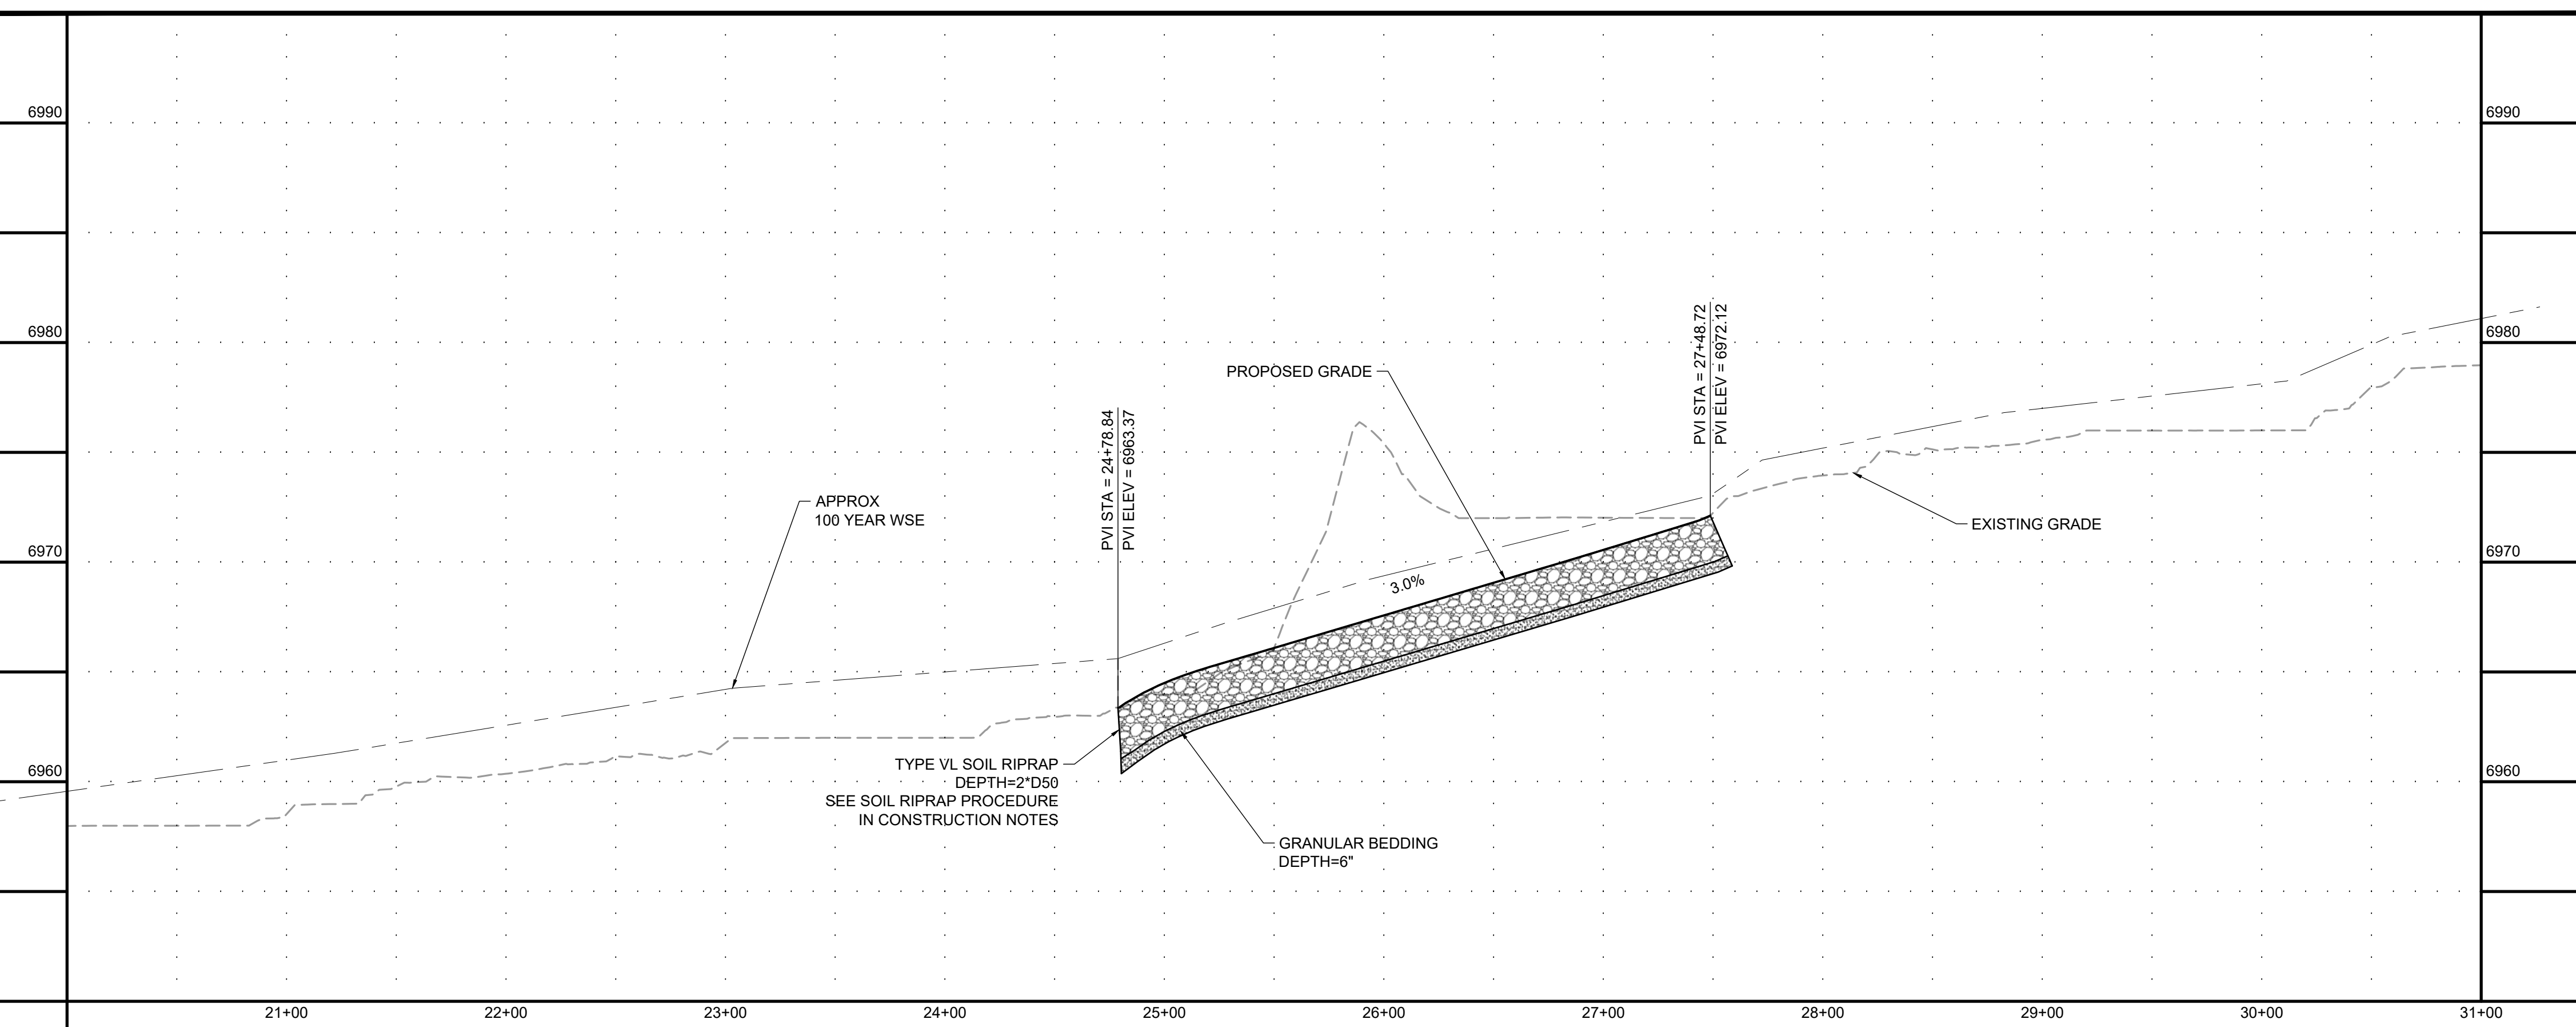 6990
6990
6980
6980
PVI STA = 27+48.72
PVI ELEV = 6972.12
PROPOSED GRADE
PVI STA = 24+78.84
PVI ELEV = 6963.37
APPROX
100 YEAR WSE
EXISTING GRADE
6970
6970
3.0%
TYPE VL SOIL RIPRAP
DEPTH=2*D50
SEE SOIL RIPRAP PROCEDURE
IN CONSTRUCTION NOTES
6960
6960
GRANULAR BEDDING
DEPTH=6"
21+00
22+00
23+00
24+00
25+00
26+00
27+00
28+00
29+00
30+00
31+00